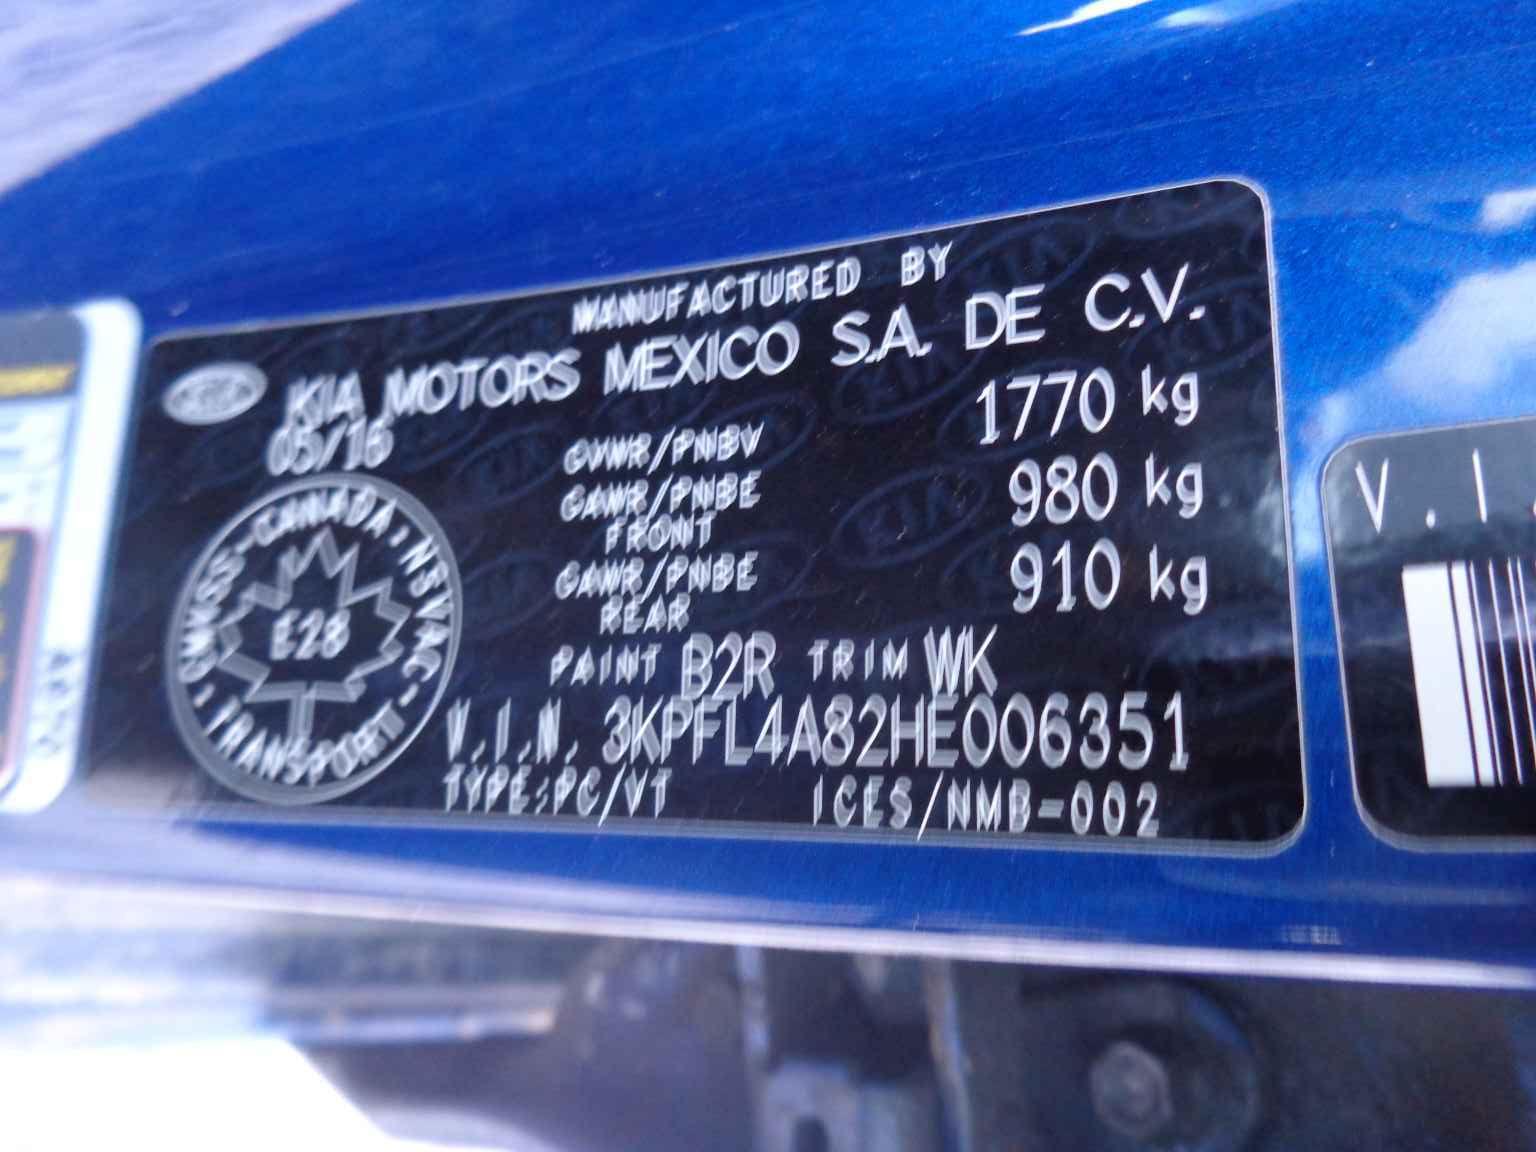 MANUFACTURED BY
KIA MOTORS MEXICO S.A. DE C.V.
05/16
GVWR/PNBV 1770 kg
GAWR/PNBE 980 kg
FRONT
GAWR/PNBE 910 kg
REAR
PAINT B2R TRIM WK
V.I.N. 3KPFL4A82HE006351
TYPE:PC/VT ICES/NMB-002
CMVSS-CANADA-NSVAC-TRANSPORT
E28
KIA
V.I.